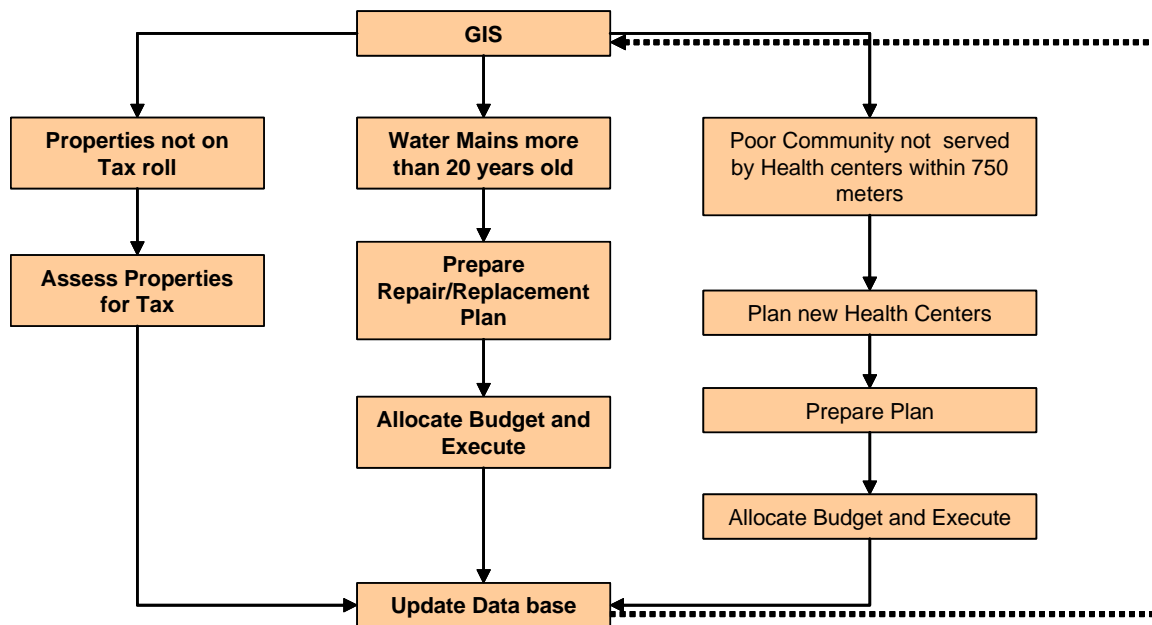 GIS
Properties not on
Tax roll
Assess Properties
for Tax
Water Mains more
than 20 years old
Prepare
Repair/Replacement
Plan
Allocate Budget and
Execute
Poor Community not served
by Health centers within 750
meters
Plan new Health Centers
Prepare Plan
Allocate Budget and Execute
Update Data base